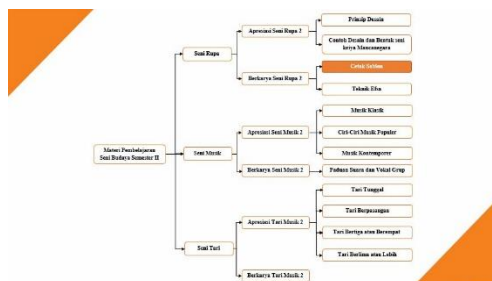 Materi Pembelajaran
Seni Budaya Semester II
Seni Rupa
Apresiasi Seni Rupa 2
Prinsip Desain
Contoh Desain dan Bentuk seni
kriya Mancanegara
Berkarya Seni Rupa 2
Cetak Sablon
Teknik Etsa
Seni Musik
Apresiasi Seni Musik 2
Musik Klasik
Ciri-Ciri Musik Populer
Musik Kontemporer
Berkarya Seni Musik 2
Paduan Suara dan Vokal Grup
Seni Tari
Apresiasi Tari Musik 2
Tari Tunggal
Tari Berpasangan
Tari Bertiga atau Berempat
Tari Berlima atau Lebih
Berkarya Tari Musik 2